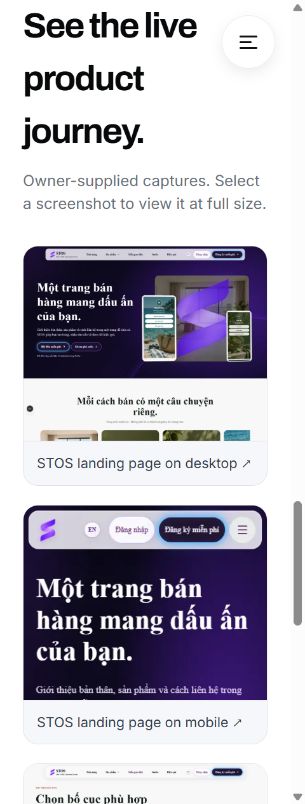 See the live
product
journey.
Owner-supplied captures. Select
a screenshot to view it at full size.
STOS
Một trang bán
hàng mang dấu ấn
của bạn.
Mỗi cách bán có một câu chuyện
riêng.
STOS landing page on desktop ↗
EN
Đăng nhập
Đăng ký miễn phí
Một trang bán
hàng mang dấu ấn
của bạn.
Giới thiệu bản thân, sản phẩm và cách liên hệ trong
STOS landing page on mobile ↗
STOS
Chọn bố cục phù hợp